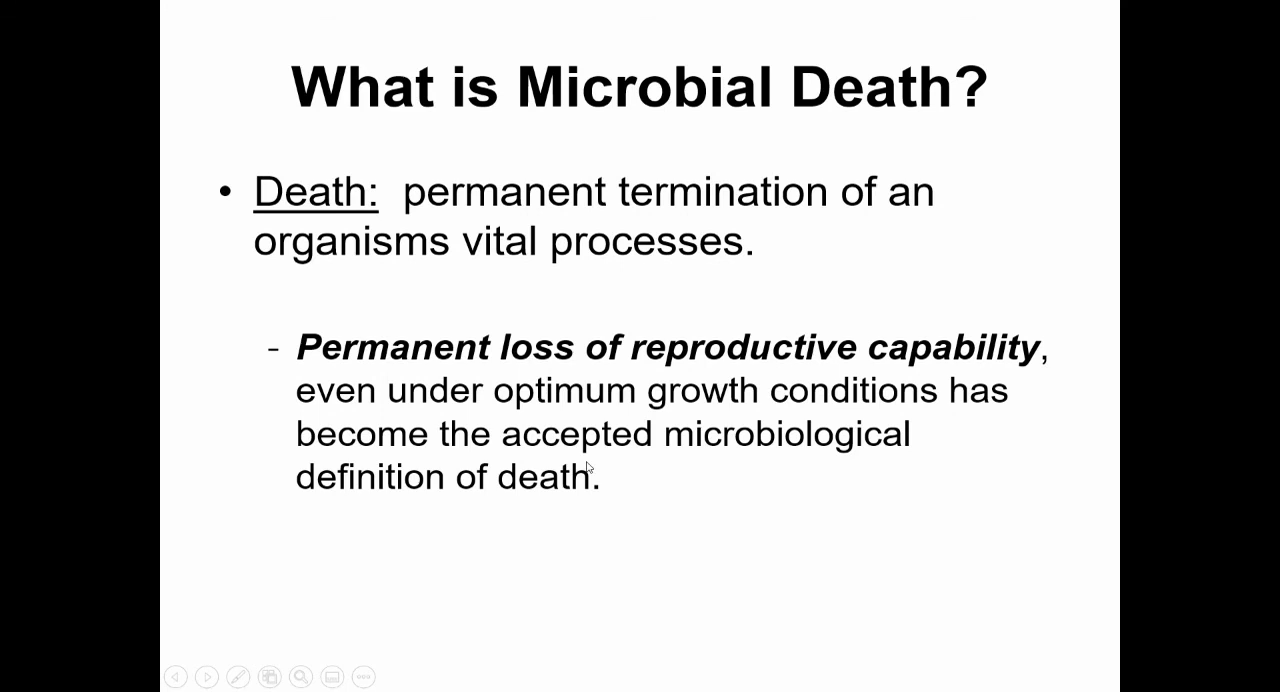 What is Microbial Death?
• Death: permanent termination of an
organisms vital processes.
- Permanent loss of reproductive capability,
even under optimum growth conditions has
become the accepted microbiological
definition of death.